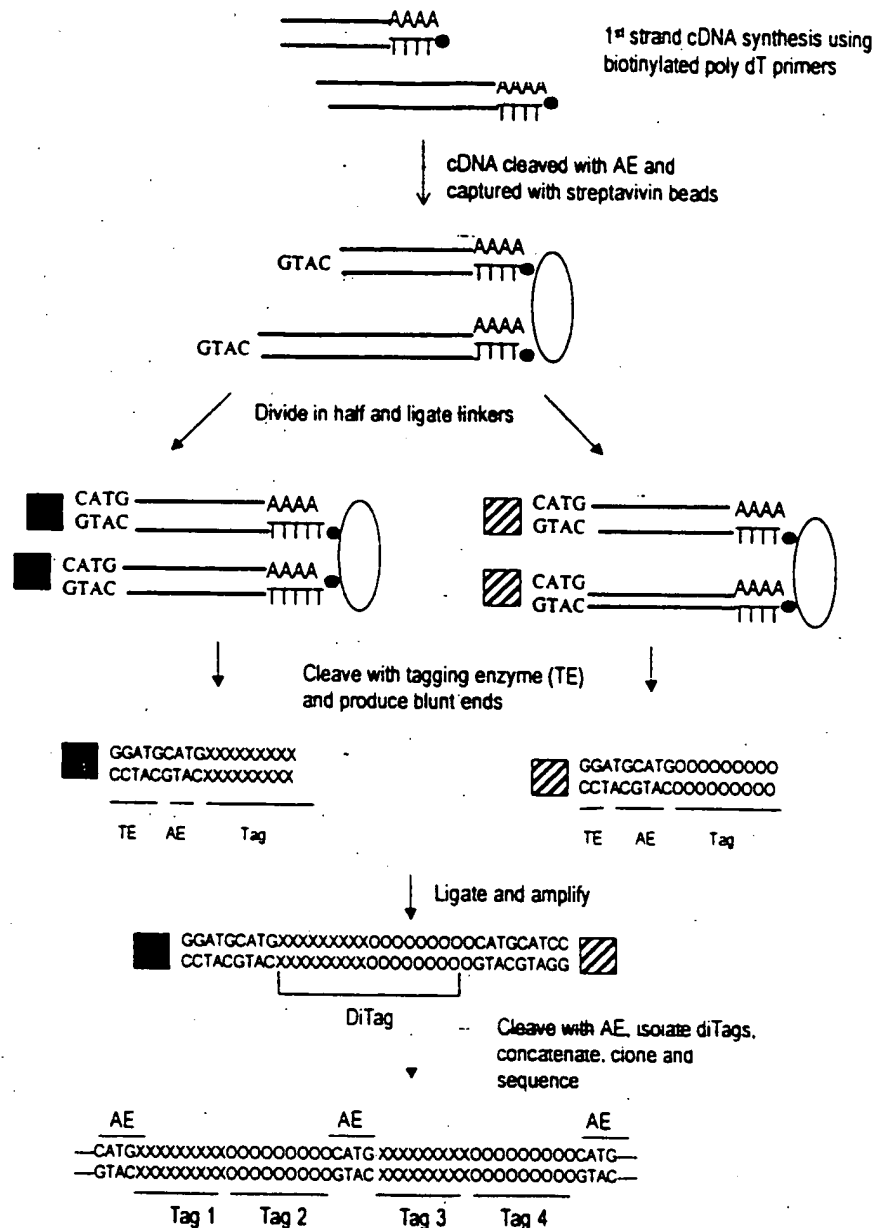 AAAA
TTTT
1st strand cDNA synthesis using
biotinylated poly dT primers
AAAA
TTTT
cDNA cleaved with AE and
captured with streptavivin beads
AAAA
GTAC
TTTT
AAAA
GTAC
TTTT
Divide in half and ligate linkers
CATG AAAA
GTAC TTTTT
CATG AAAA
GTAC TTTTT
CATG AAAA
GTAC TTTT
CATG AAAA
GTAC TTTT
Cleave with tagging enzyme (TE)
and produce blunt ends
GGATGCATGXXXXXXXXX
CCTACGTACXXXXXXXXX
TE AE Tag
GGATGCATGOOOOOOOOO
CCTACGTACOOOOOOOOO
TE AE Tag
Ligate and amplify
GGATGCATGXXXXXXXXXOOOOOOOOOCATGCATCC
CCTACGTACXXXXXXXXXOOOOOOOOOGTACGTAGG
DiTag
Cleave with AE, isolate diTags,
concatenate, clone and
sequence
AE AE AE
CATGXXXXXXXXXOOOOOOOOOCATGXXXXXXXXXOOOOOOOOOCATG
GTACXXXXXXXXXOOOOOOOOOGTACXXXXXXXXXOOOOOOOOOGTAC
Tag 1 Tag 2 Tag 3 Tag 4